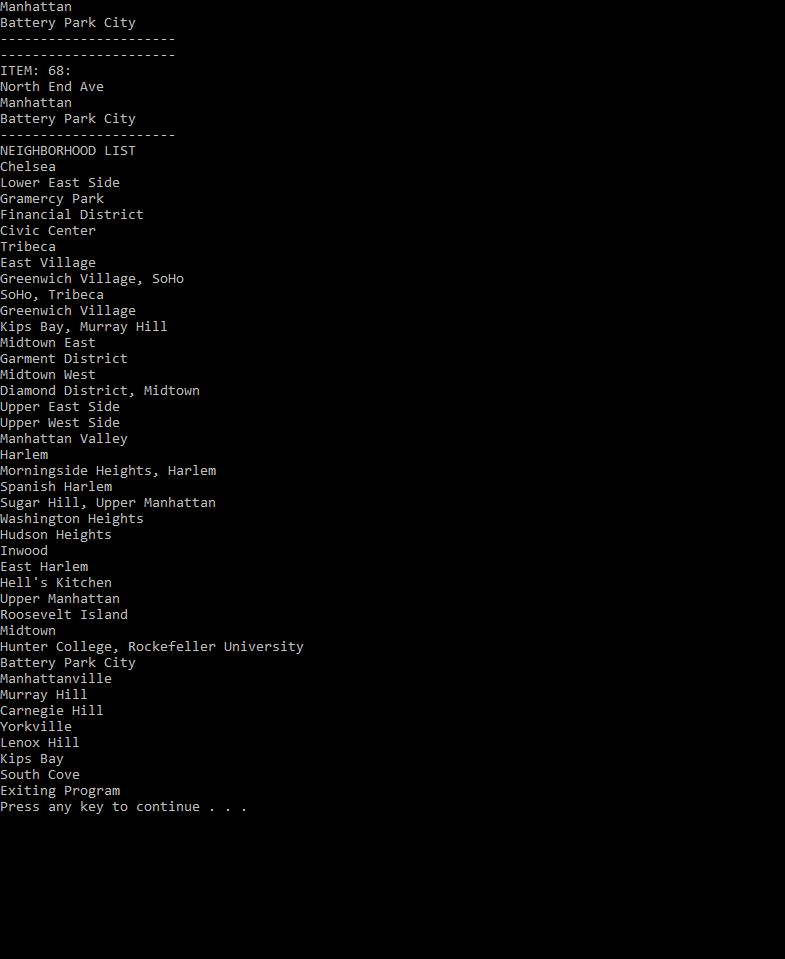 Manhattan
Battery Park City
----------------------
----------------------
ITEM: 68:
North End Ave
Manhattan
Battery Park City
----------------------
NEIGHBORHOOD LIST
Chelsea
Lower East Side
Gramercy Park
Financial District
Civic Center
Tribeca
East Village
Greenwich Village, SoHo
SoHo, Tribeca
Greenwich Village
Kips Bay, Murray Hill
Midtown East
Garment District
Midtown West
Diamond District, Midtown
Upper East Side
Upper West Side
Manhattan Valley
Harlem
Morningside Heights, Harlem
Spanish Harlem
Sugar Hill, Upper Manhattan
Washington Heights
Hudson Heights
Inwood
East Harlem
Hell's Kitchen
Upper Manhattan
Roosevelt Island
Midtown
Hunter College, Rockefeller University
Battery Park City
Manhattanville
Murray Hill
Carnegie Hill
Yorkville
Lenox Hill
Kips Bay
South Cove
Exiting Program
Press any key to continue . . .